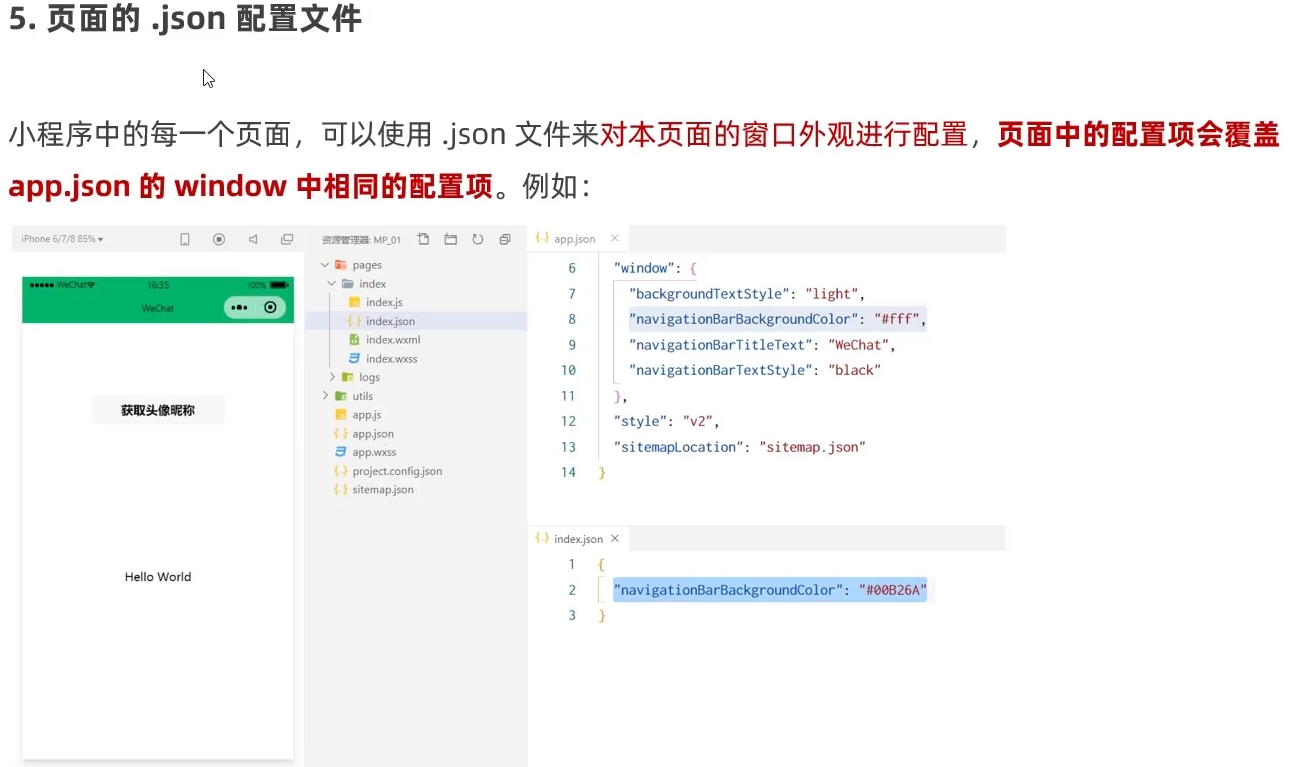 5. 页面的 .json 配置文件
小程序中的每一个页面，可以使用 .json 文件来对本页面的窗口外观进行配置，页面中的配置项会覆盖
app.json 的 window 中相同的配置项。例如：
iPhone 6/7/8 85%
WeChat
16:35
100%
WeChat
获取头像昵称
Hello World
资源管理器: MP_01
pages
index
index.js
index.json
index.wxml
index.wxss
logs
utils
app.js
app.json
app.wxss
project.config.json
sitemap.json
app.json
6 "window": {
7 "backgroundTextStyle": "light",
8 "navigationBarBackgroundColor": "#fff",
9 "navigationBarTitleText": "WeChat",
10 "navigationBarTextStyle": "black"
11 },
12 "style": "v2",
13 "sitemapLocation": "sitemap.json"
14 }
index.json
1 {
2 "navigationBarBackgroundColor": "#00B26A"
3 }